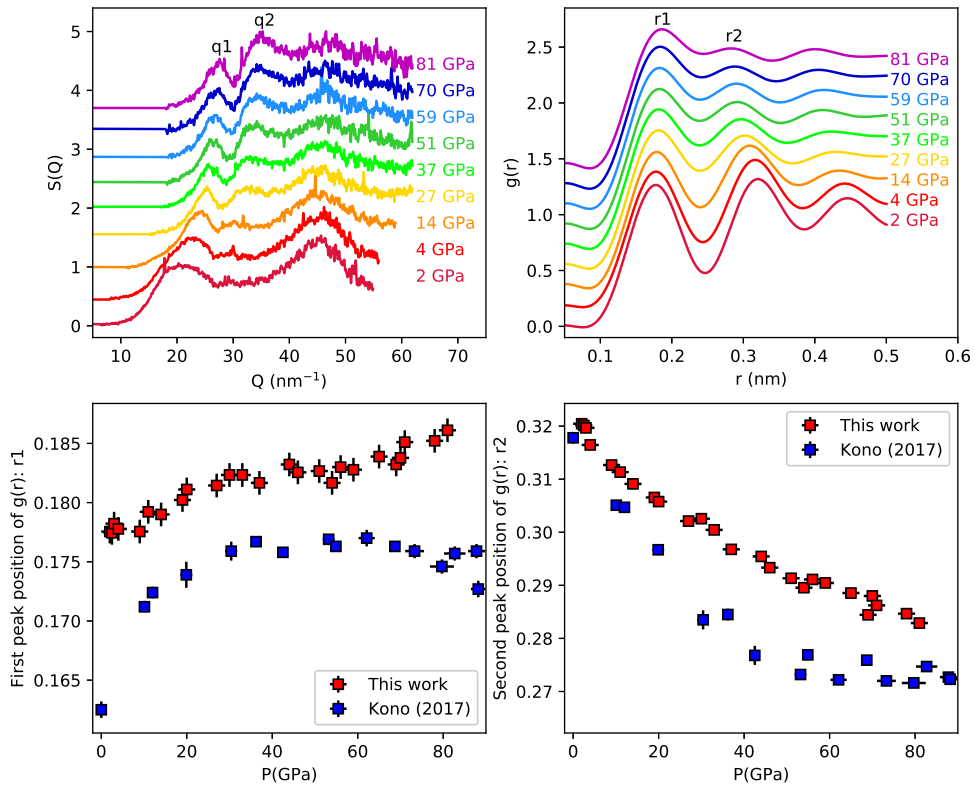 5
4
3
2
1
0
S(Q)
q1
q2
81 GPa
70 GPa
59 GPa
51 GPa
37 GPa
27 GPa
14 GPa
4 GPa
2 GPa
10 20 30 40 50 60 70
Q (nm⁻¹)
2.5
2.0
1.5
1.0
0.5
0.0
g(r)
r1
r2
81 GPa
70 GPa
59 GPa
51 GPa
37 GPa
27 GPa
14 GPa
4 GPa
2 GPa
0.1 0.2 0.3 0.4 0.5 0.6
r (nm)
0.185
0.180
0.175
0.170
0.165
First peak position of g(r): r1
This work
Kono (2017)
0 20 40 60 80
P(GPa)
0.32
0.31
0.30
0.29
0.28
0.27
Second peak position of g(r): r2
This work
Kono (2017)
0 20 40 60 80
P(GPa)